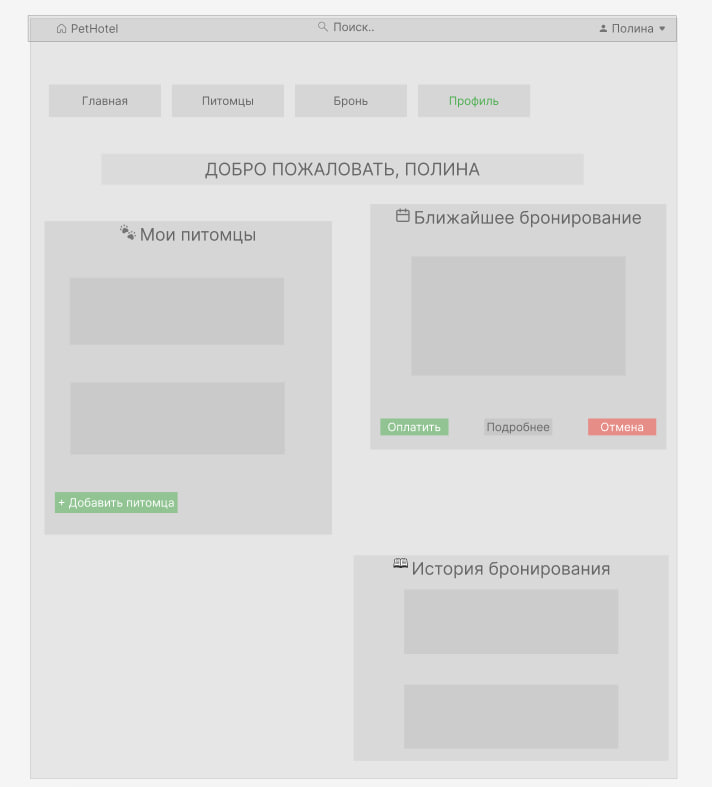 PetHotel
Поиск..
Полина
Главная
Питомцы
Бронь
Профиль
ДОБРО ПОЖАЛОВАТЬ, ПОЛИНА
Мои питомцы
+ Добавить питомца
Ближайшее бронирование
Оплатить
Подробнее
Отмена
История бронирования